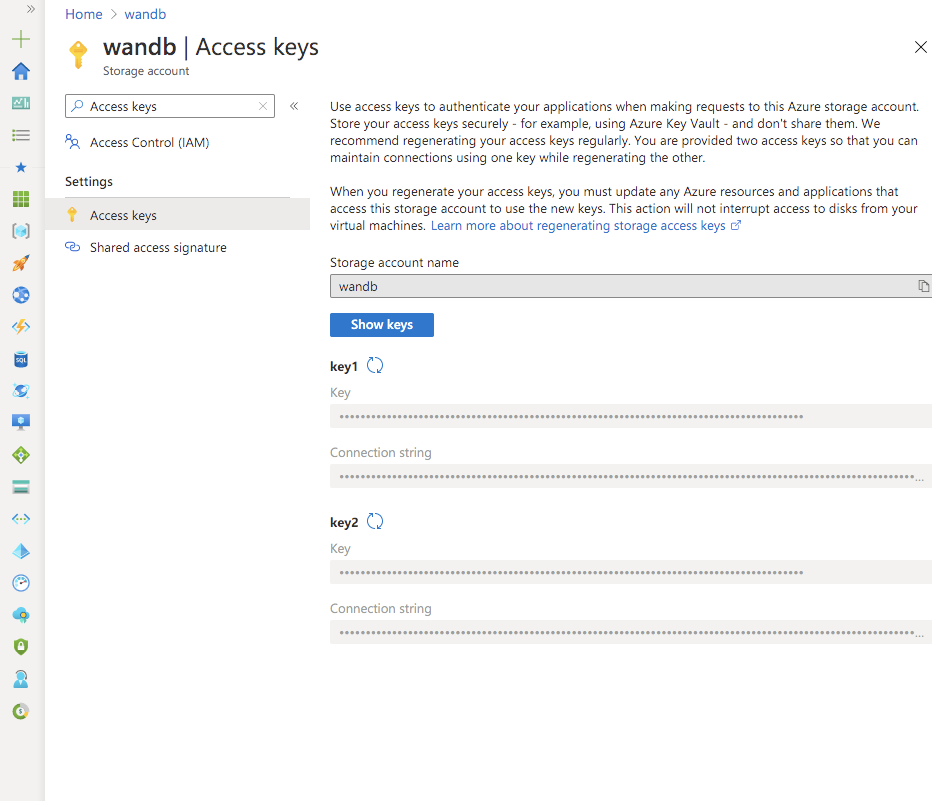 Home > wandb
wandb | Access keys
Storage account
Access keys
Access Control (IAM)
Settings
Access keys
Shared access signature
Use access keys to authenticate your applications when making requests to this Azure storage account.
Store your access keys securely - for example, using Azure Key Vault - and don't share them. We
recommend regenerating your access keys regularly. You are provided two access keys so that you can
maintain connections using one key while regenerating the other.
When you regenerate your access keys, you must update any Azure resources and applications that
access this storage account to use the new keys. This action will not interrupt access to disks from your
virtual machines. Learn more about regenerating storage access keys
Storage account name
wandb
Show keys
key1
Key
Connection string
key2
Key
Connection string
SQL